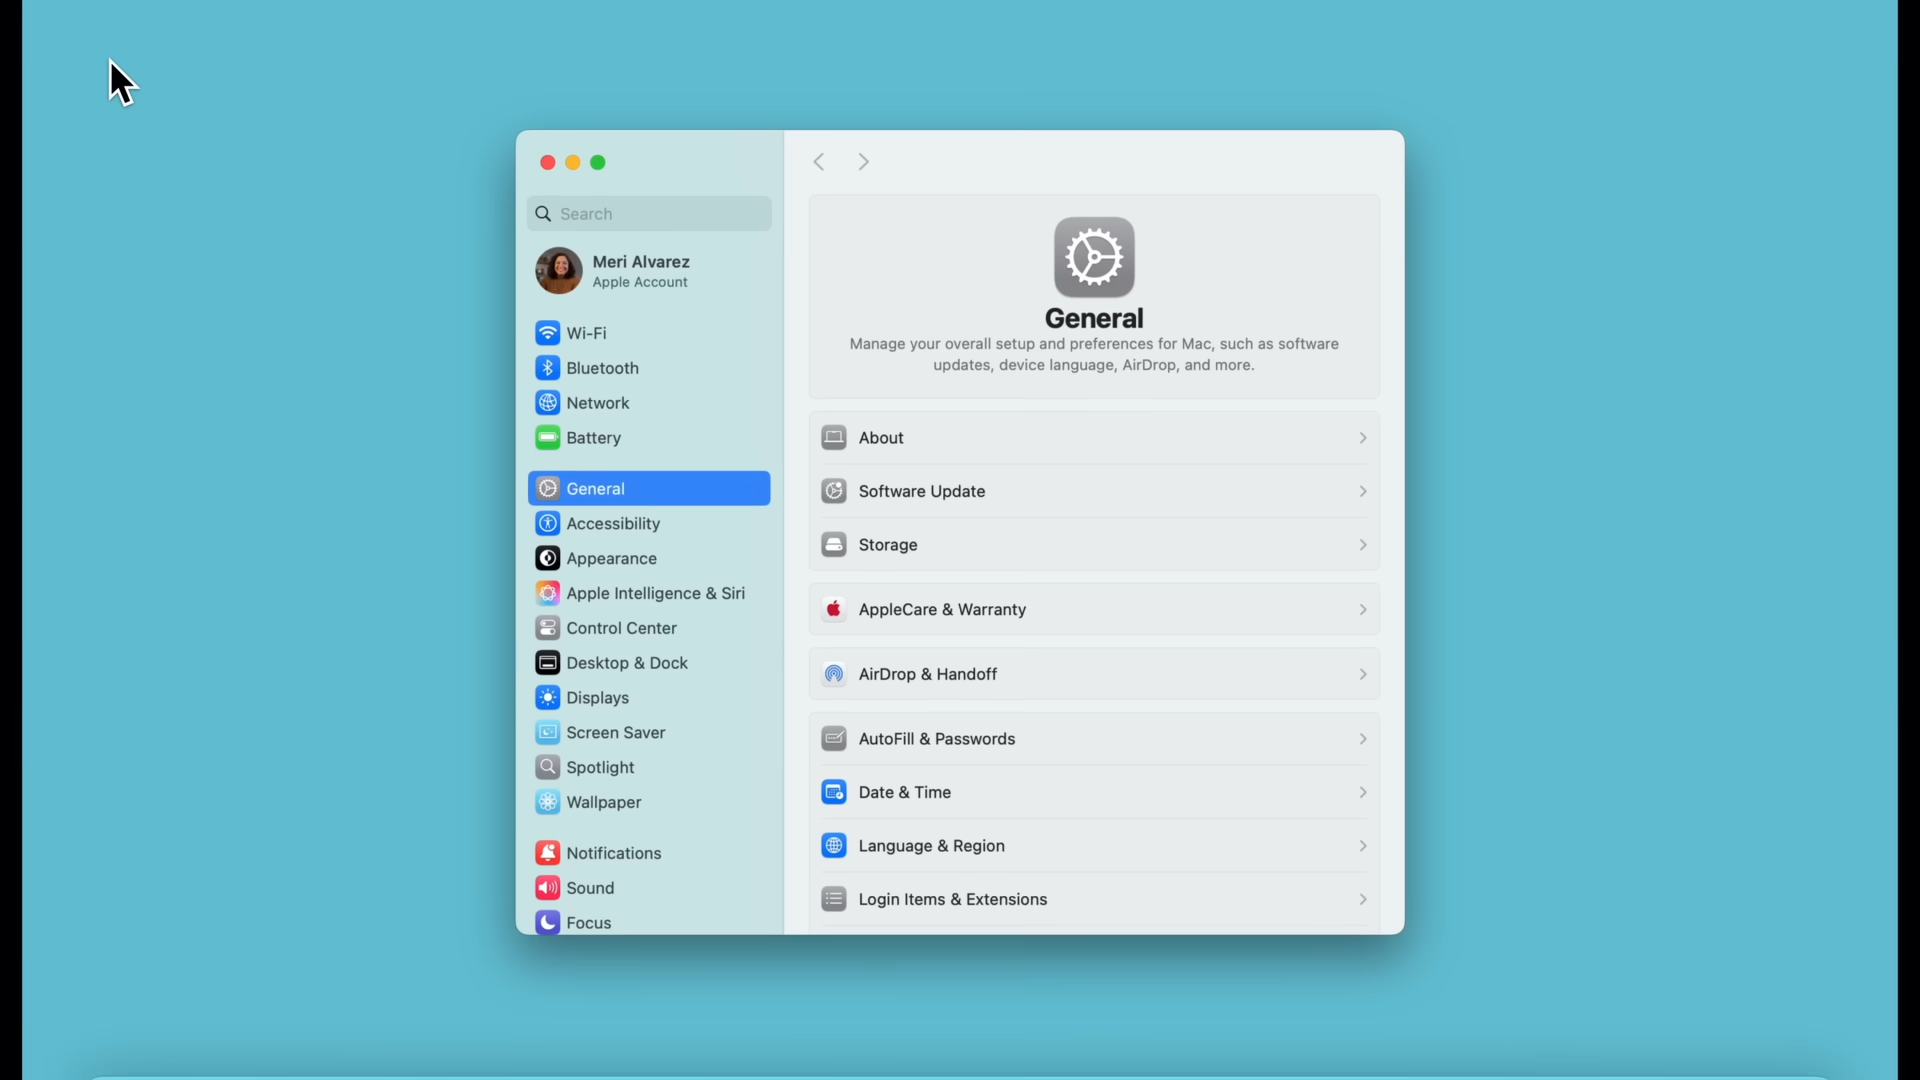 Search
Meri Alvarez
Apple Account
Wi-Fi
Bluetooth
Network
Battery
General
Accessibility
Appearance
Apple Intelligence & Siri
Control Center
Desktop & Dock
Displays
Screen Saver
Spotlight
Wallpaper
Notifications
Sound
Focus
General
Manage your overall setup and preferences for Mac, such as software
updates, device language, AirDrop, and more.
About
Software Update
Storage
AppleCare & Warranty
AirDrop & Handoff
AutoFill & Passwords
Date & Time
Language & Region
Login Items & Extensions